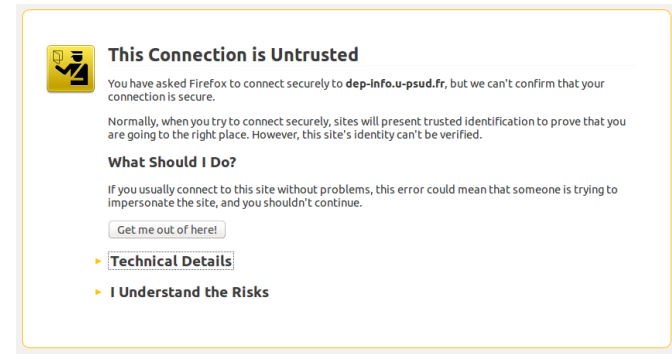 This Connection is Untrusted
You have asked Firefox to connect securely to dep-info.u-psud.fr, but we can't confirm that your
connection is secure.
Normally, when you try to connect securely, sites will present trusted identification to prove that you
are going to the right place. However, this site's identity can't be verified.
What Should I Do?
If you usually connect to this site without problems, this error could mean that someone is trying to
impersonate the site, and you shouldn't continue.
Get me out of here!
Technical Details
I Understand the Risks